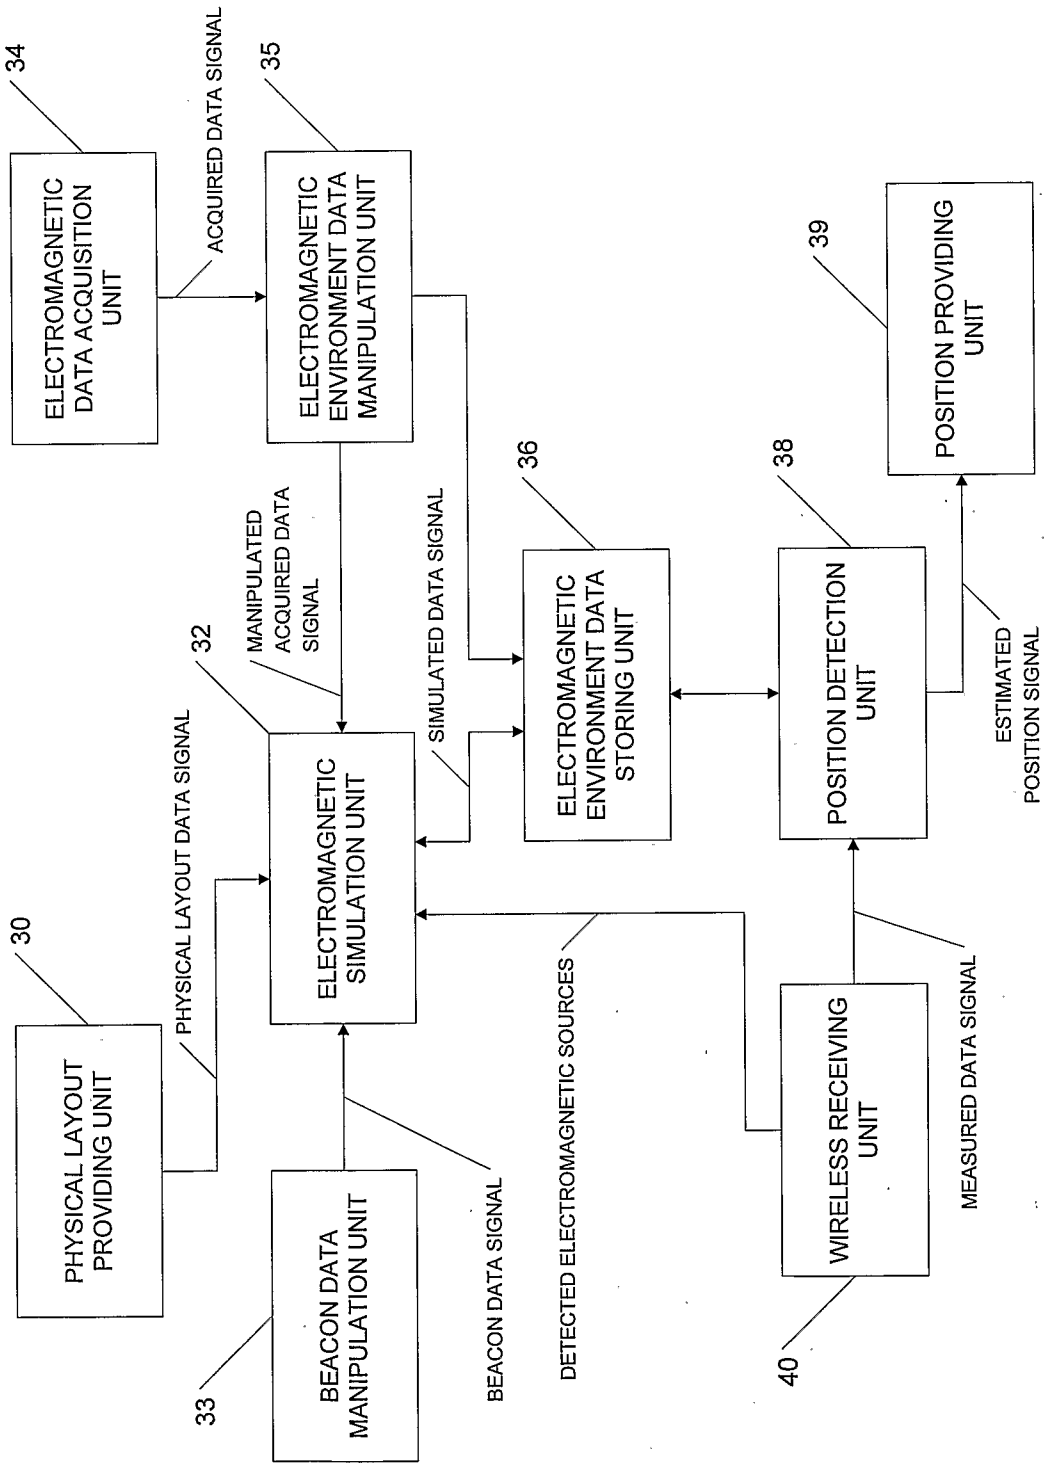 30
PHYSICAL LAYOUT
PROVIDING UNIT
PHYSICAL LAYOUT DATA SIGNAL
34
ELECTROMAGNETIC
DATA ACQUISITION
UNIT
ACQUIRED DATA SIGNAL
33
BEACON DATA
MANIPULATION UNIT
BEACON DATA SIGNAL
32
ELECTROMAGNETIC
SIMULATION UNIT
MANIPULATED
ACQUIRED DATA
SIGNAL
35
ELECTROMAGNETIC
ENVIRONMENT DATA
MANIPULATION UNIT
SIMULATED DATA SIGNAL
DETECTED ELECTROMAGNETIC SOURCES
36
ELECTROMAGNETIC
ENVIRONMENT DATA
STORING UNIT
40
WIRELESS RECEIVING
UNIT
MEASURED DATA SIGNAL
38
POSITION DETECTION
UNIT
ESTIMATED
POSITION SIGNAL
39
POSITION PROVIDING
UNIT